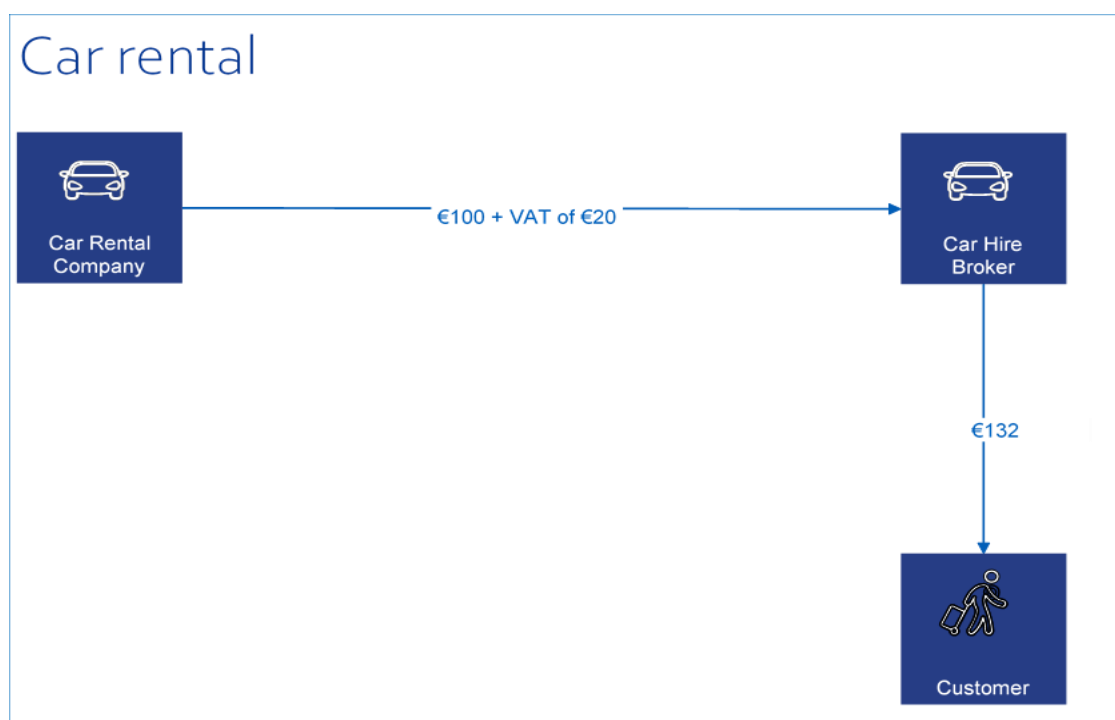 Car rental
Car Rental
Company
€100 + VAT of €20
Car Hire
Broker
€132
Customer